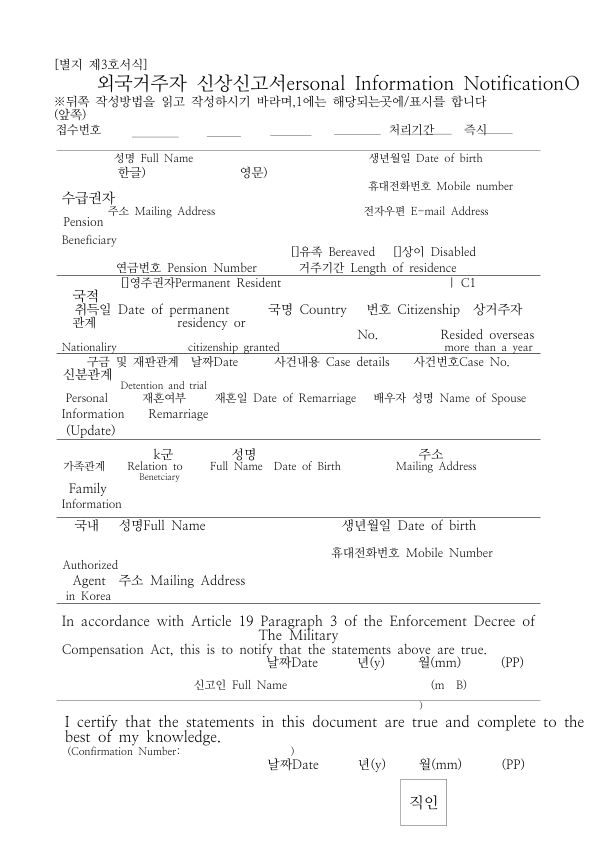 [별지 제3호서식]
외국거주자 신상신고서ersonal Information NotificationO
※뒤쪽 작성방법을 읽고 작성하시기 바라며,1에는 해당되는곳에/표시를 합니다
(앞쪽)
접수번호 처리기간 즉시
성명 Full Name 생년월일 Date of birth
한글) 영문)
휴대전화번호 Mobile number
수급권자
주소 Mailing Address 전자우편 E-mail Address
Pension
Beneficiary
[]유족 Bereaved []상이 Disabled
연금번호 Pension Number 거주기간 Length of residence
[]영주권자Permanent Resident | C1
국적
취득일 Date of permanent 국명 Country 번호 Citizenship 상거주자
관계 residency or
No. Resided overseas
Nationality citizenship granted more than a year
구금 및 재판관계 날짜Date 사건내용 Case details 사건번호Case No.
신분관계
Detention and trial
Personal 재혼여부 재혼일 Date of Remarriage 배우자 성명 Name of Spouse
Information Remarriage
(Update)
k군 성명 주소
가족관계 Relation to Full Name Date of Birth Mailing Address
Benetciary
Family
Information
국내 성명Full Name 생년월일 Date of birth
휴대전화번호 Mobile Number
Authorized
Agent 주소 Mailing Address
in Korea
In accordance with Article 19 Paragraph 3 of the Enforcement Decree of
The Military
Compensation Act, this is to notify that the statements above are true.
날짜Date 년(y) 월(mm) (PP)
신고인 Full Name (m B)
)
I certify that the statements in this document are true and complete to the
best of my knowledge.
(Confirmation Number: )
날짜Date 년(y) 월(mm) (PP)
직인